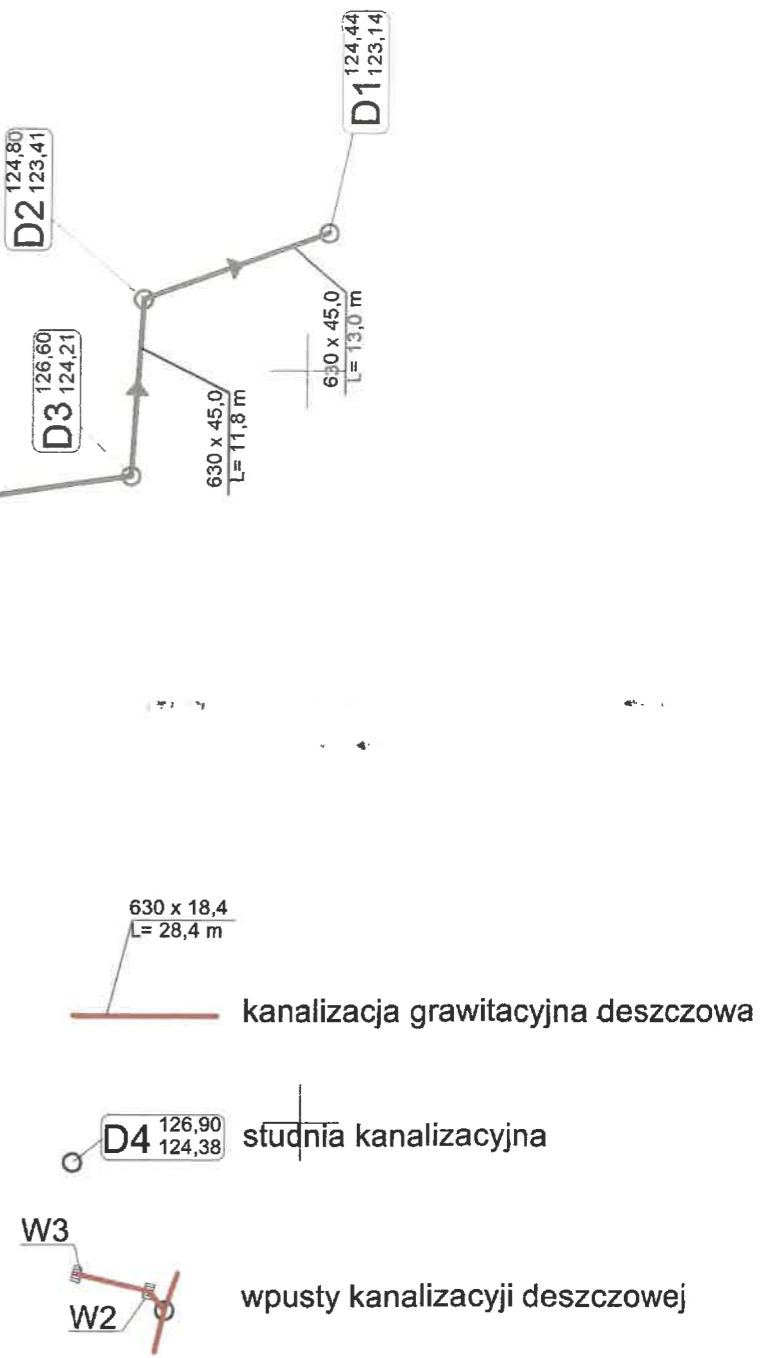 D1 124,44
123,14
D2 124,80
123,41
D3 126,60
124,21
630 x 45,0
L= 13,0 m
630 x 45,0
L= 11,8 m
630 x 18,4
L= 28,4 m
kanalizacja grawitacyjna deszczowa
D4 126,90
124,38
studnia kanalizacyjna
W3
W2
wpusty kanalizacyji deszczowej